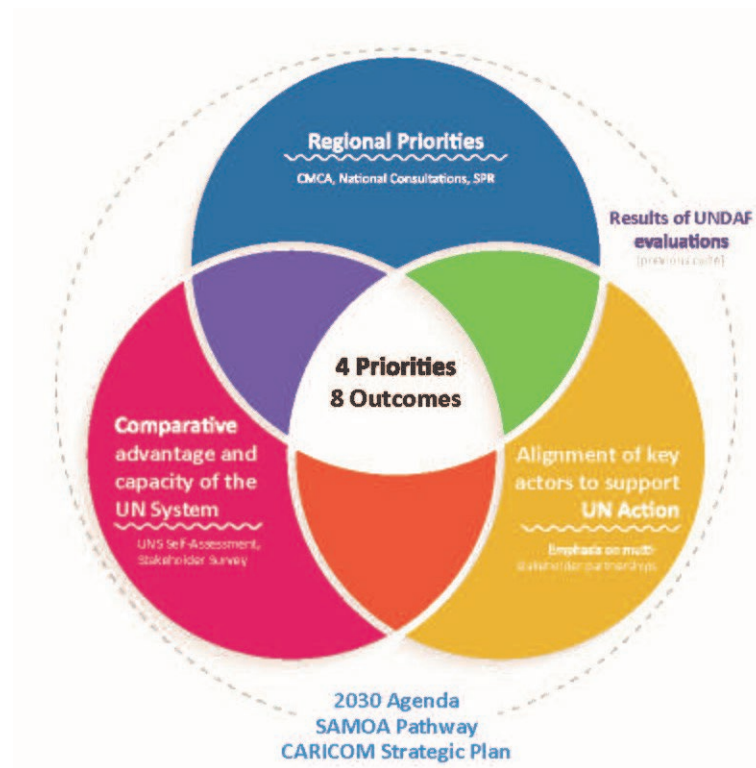 Regional Priorities
CMCA, National Consultations, SPR
Results of UNDAF
evaluations
(previous cycle)
4 Priorities
8 Outcomes
Comparative
advantage and
capacity of the
UN System
UNS Self-Assessment,
Stakeholder Survey
Alignment of key
actors to support
UN Action
Emphasis on multi-
stakeholder partnerships
2030 Agenda
SAMOA Pathway
CARICOM Strategic Plan